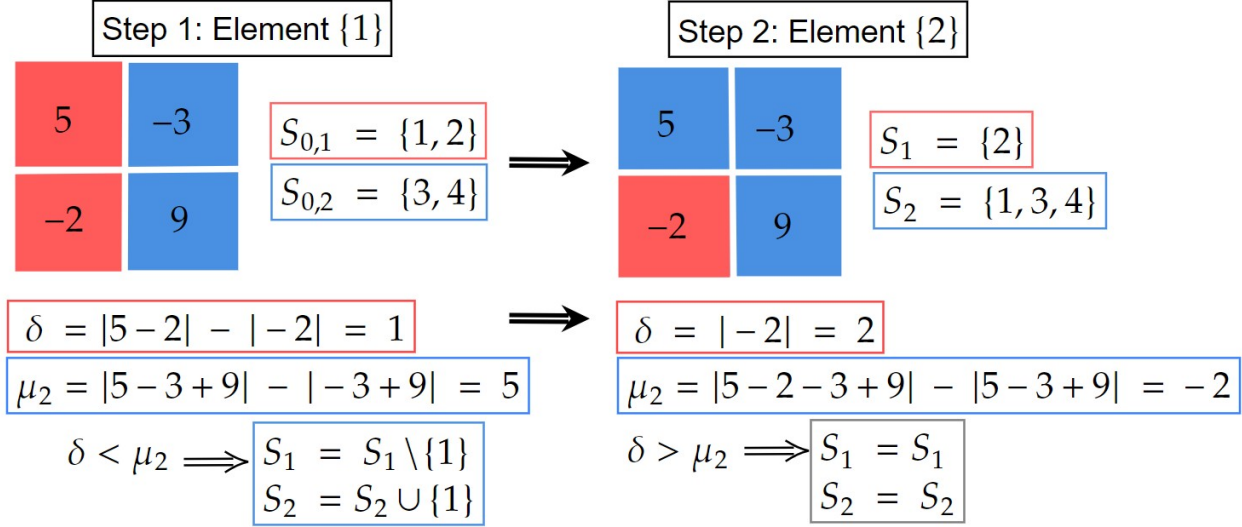 Step 1: Element {1}
5 −3
−2 9
S₀,₁ = {1, 2}
S₀,₂ = {3, 4}
δ = |5 − 2| − | − 2| = 1
μ₂ = |5 − 3 + 9| − | − 3 + 9| = 5
δ < μ₂ ⟹ S₁ = S₁ \ {1}
S₂ = S₂ ∪ {1}
Step 2: Element {2}
5 −3
−2 9
S₁ = {2}
S₂ = {1, 3, 4}
δ = | − 2| = 2
μ₂ = |5 − 2 − 3 + 9| − |5 − 3 + 9| = − 2
δ > μ₂ ⟹ S₁ = S₁
S₂ = S₂